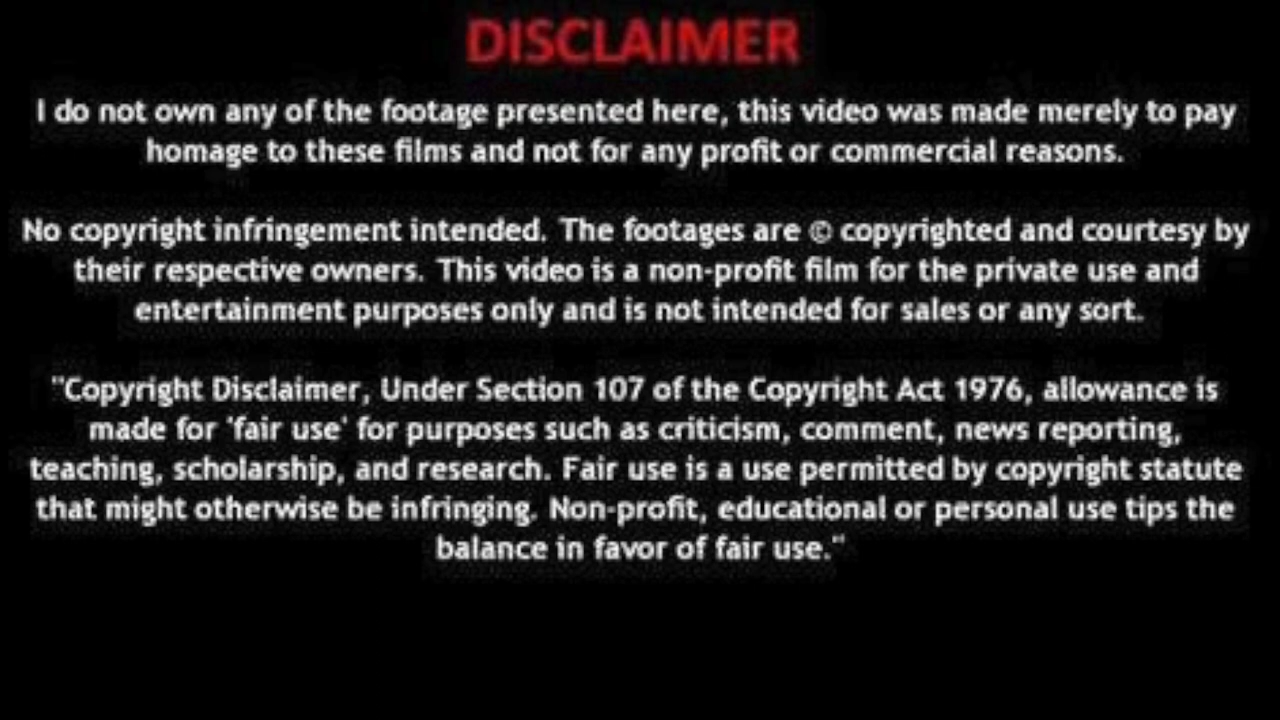 DISCLAIMER
I do not own any of the footage presented here, this video was made merely to pay
homage to these films and not for any profit or commercial reasons.
No copyright infringement intended. The footages are © copyrighted and courtesy by
their respective owners. This video is a non-profit film for the private use and
entertainment purposes only and is not intended for sales or any sort.
"Copyright Disclaimer, Under Section 107 of the Copyright Act 1976, allowance is
made for 'fair use' for purposes such as criticism, comment, news reporting,
teaching, scholarship, and research. Fair use is a use permitted by copyright statute
that might otherwise be infringing. Non-profit, educational or personal use tips the
balance in favor of fair use."